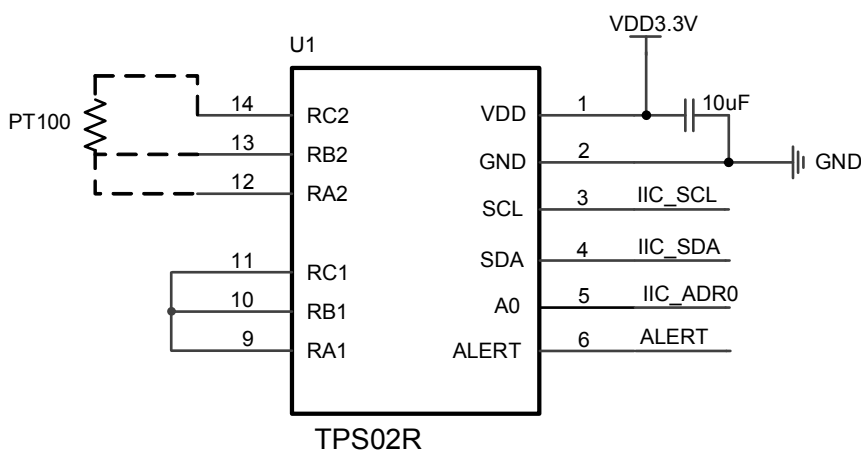 VDD3.3V
U1
10uF
PT100
14 RC2
VDD 1
13 RB2
GND 2
GND
12 RA2
SCL 3 IIC_SCL
11 RC1
SDA 4 IIC_SDA
10 RB1
A0 5 IIC_ADR0
9 RA1
ALERT 6 ALERT
TPS02R